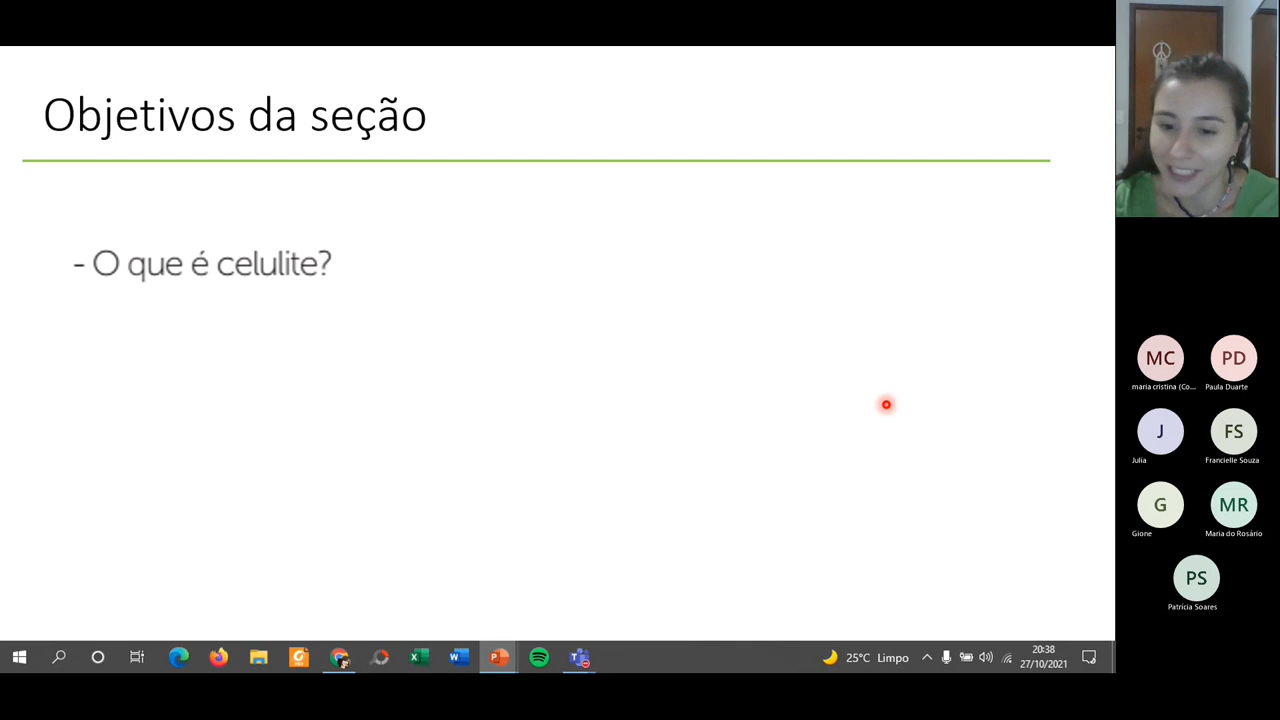 Objetivos da seção
- O que é celulite?
MC
PD
maria cristina (Co...
Paula Duarte
J
FS
Julia
Francielle Souza
G
MR
Gione
Maria do Rosário
PS
Patrícia Soares
25°C Limpo
20:38
27/10/2021